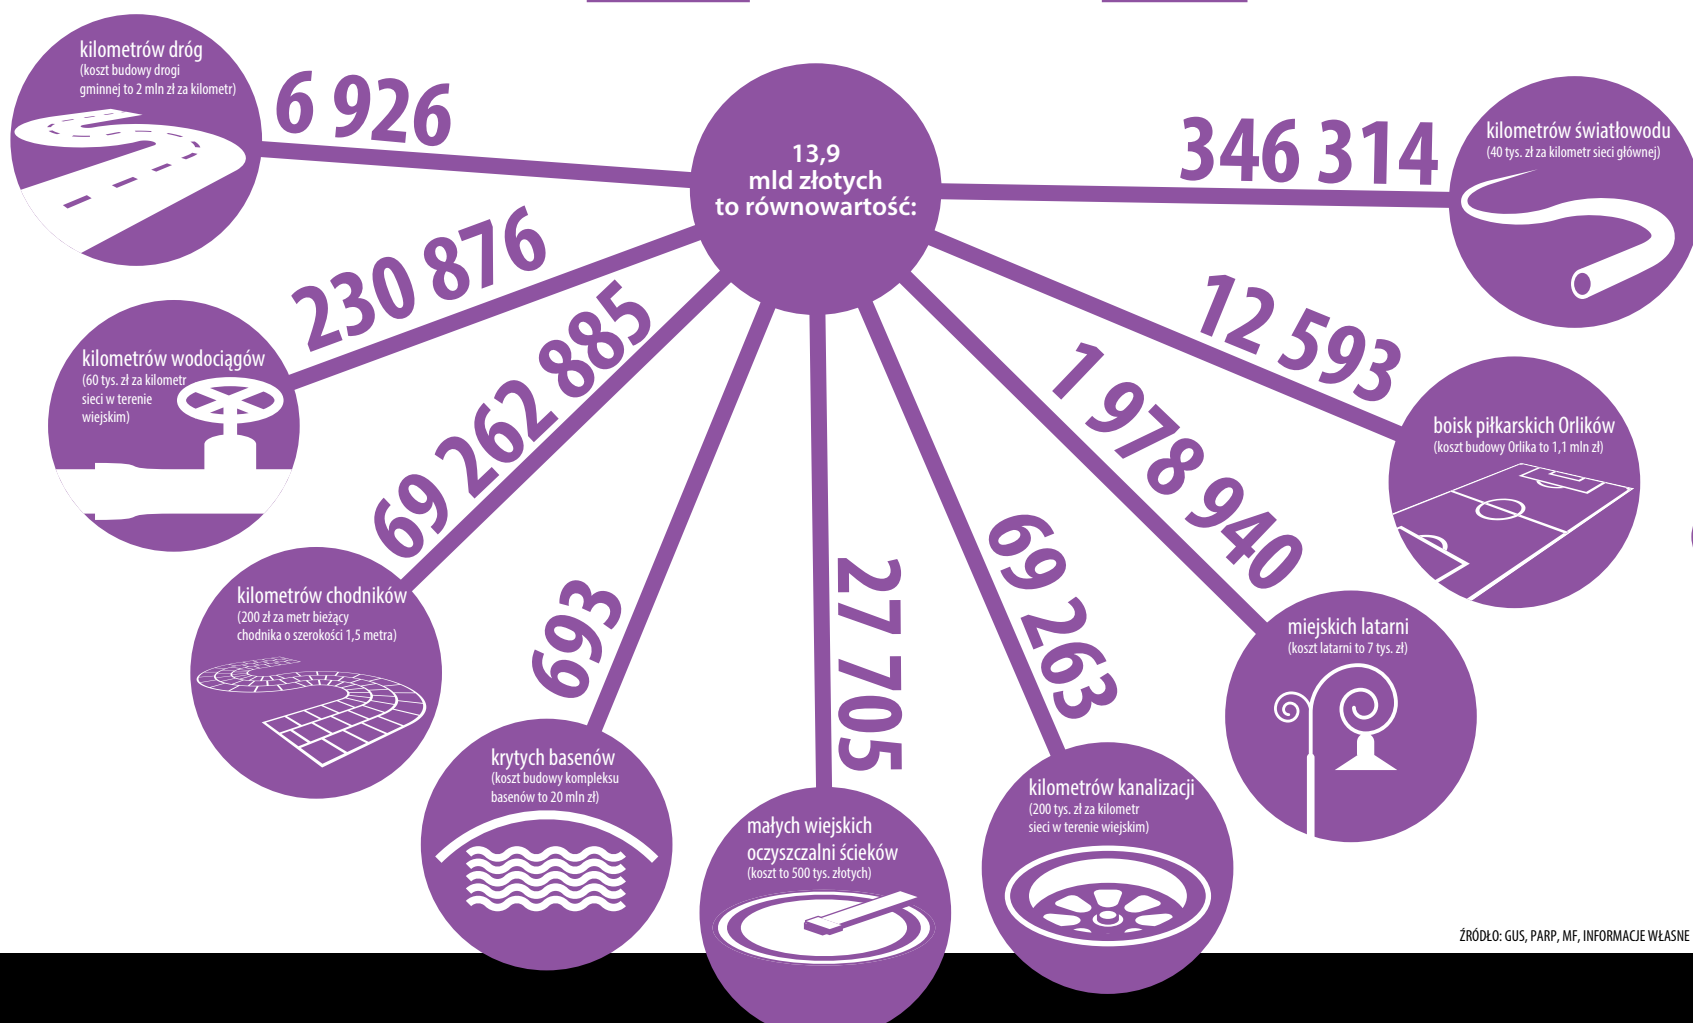 13,9
mld złotych
to równowartość:
6 926
kilometrów dróg
(koszt budowy drogi
gminnej to 2 mln zł za kilometr)
230 876
kilometrów wodociągów
(60 tys. zł za kilometr
sieci w terenie
wiejskim)
69 262 885
kilometrów chodników
(200 zł za metr bieżący
chodnika o szerokości 1,5 metra)
693
krytych basenów
(koszt budowy kompleksu
basenów to 20 mln zł)
27 705
małych wiejskich
oczyszczalni ścieków
(koszt to 500 tys. złotych)
69 263
kilometrów kanalizacji
(200 tys. zł za kilometr
sieci w terenie wiejskim)
1 978 940
miejskich latarni
(koszt latarni to 7 tys. zł)
12 593
boisk piłkarskich Orlików
(koszt budowy Orlika to 1,1 mln zł)
346 314
kilometrów światłowodu
(40 tys. zł za kilometr sieci głównej)
ŹRÓDŁO: GUS, PARP, MF, INFORMACJE WŁASNE